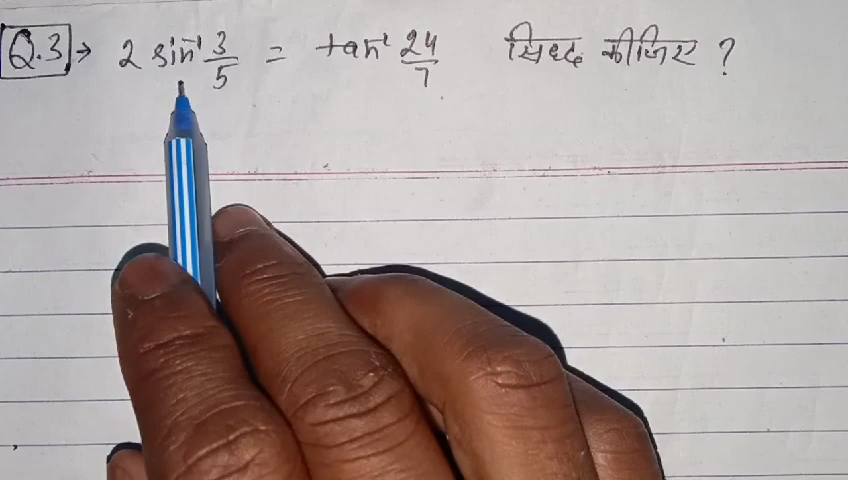 Q.3 → 2 sin⁻¹ 3/5 = tan⁻¹ 24/7 सिध्द कीजिए ?